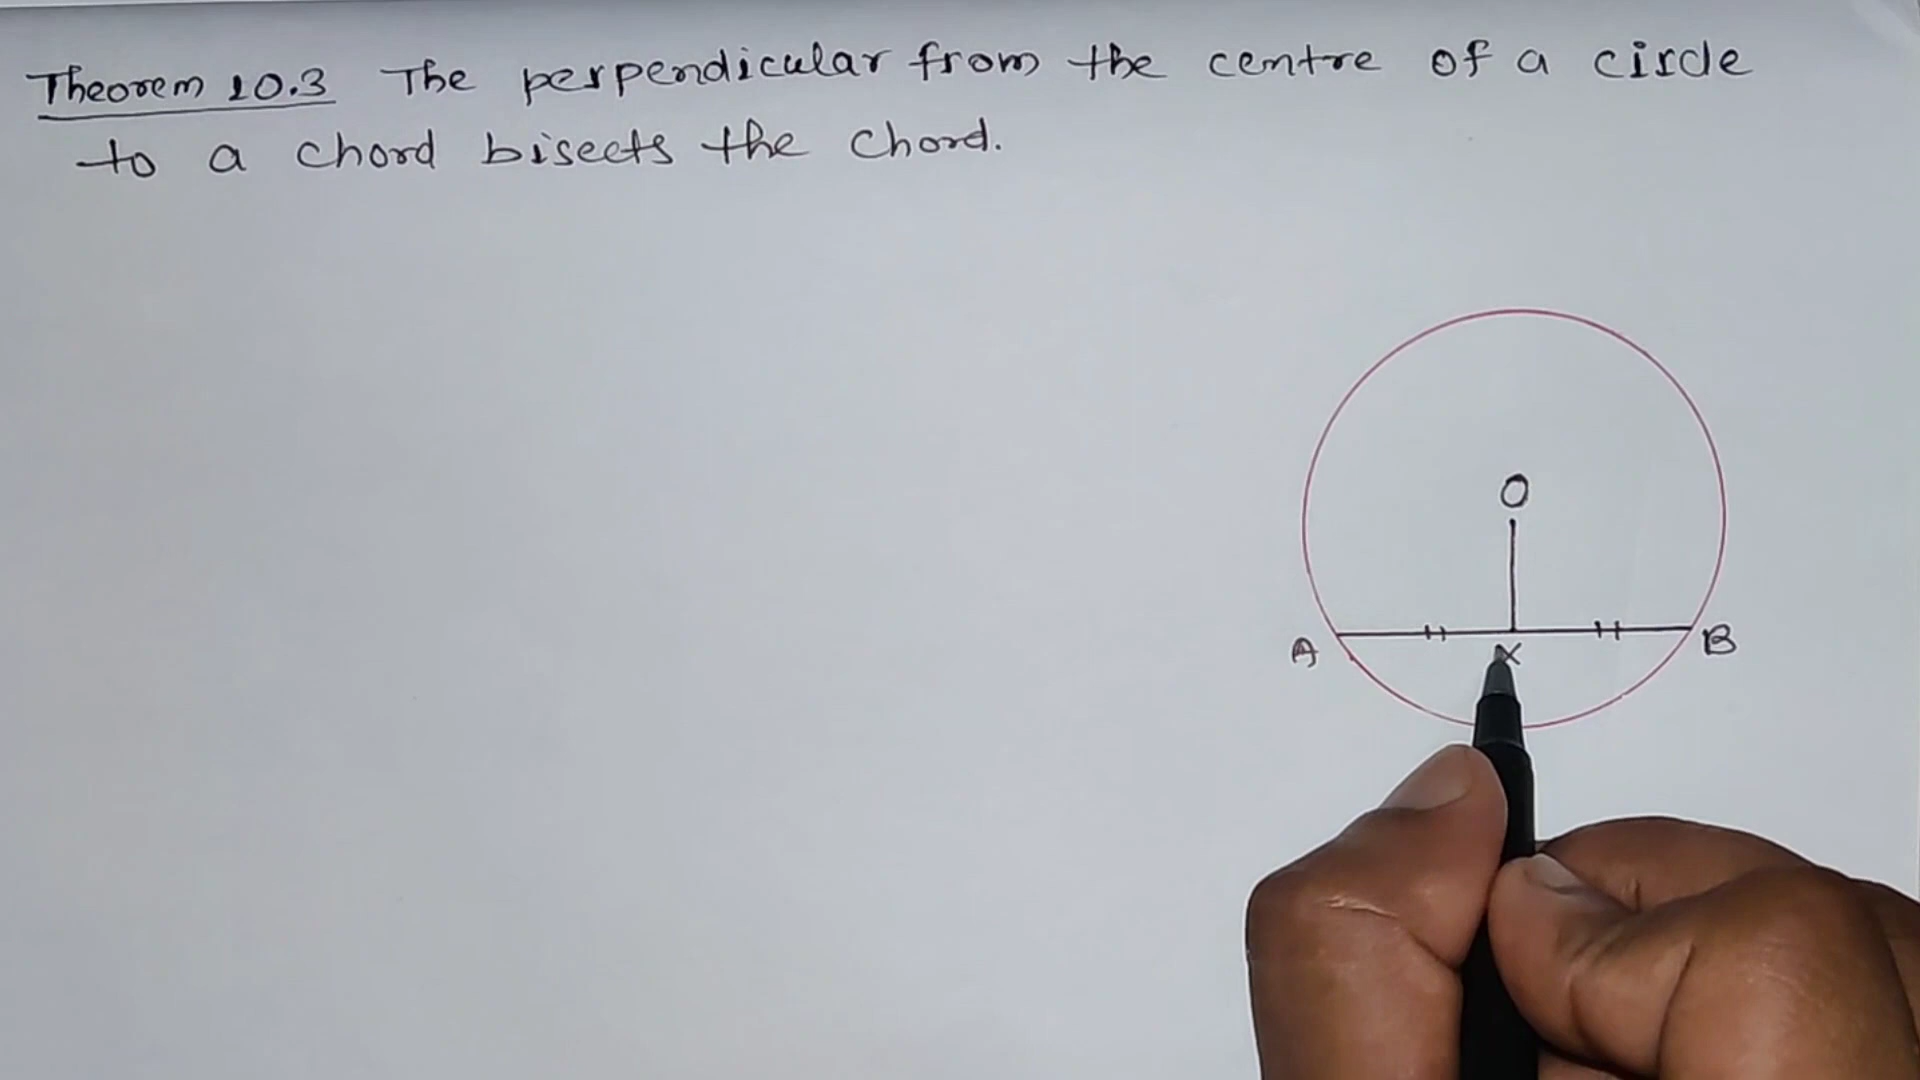 Theorem 10.3 The perpendicular from the centre of a circle
to a chord bisects the chord.
O
A X B